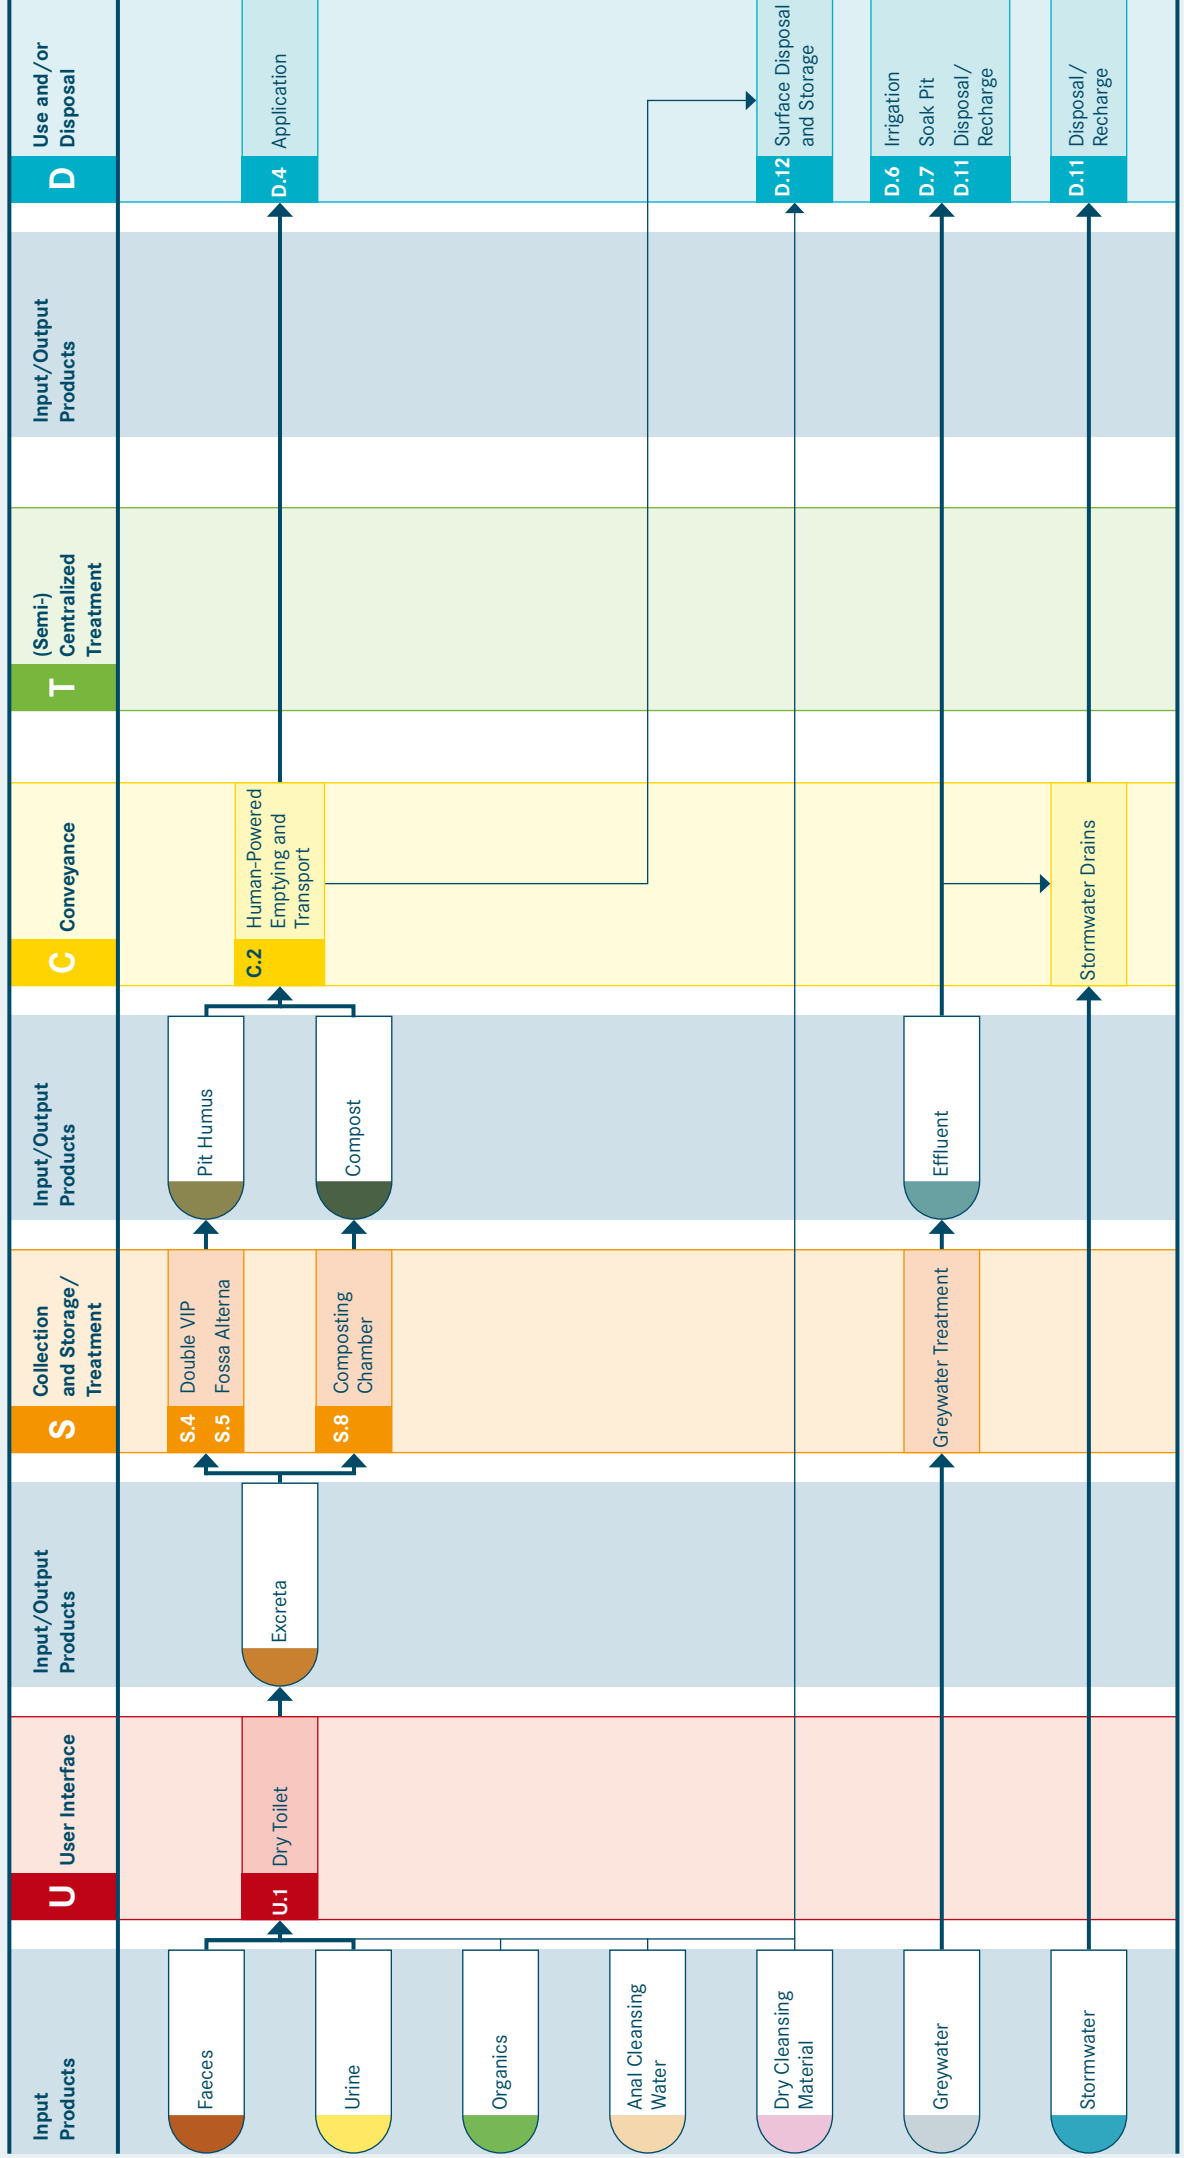 Input
Products
U
User Interface
Input/Output
Products
S
Collection
and Storage/
Treatment
Input/Output
Products
C
Conveyance
T
(Semi-)
Centralized
Treatment
Input/Output
Products
D
Use and/or
Disposal
Faeces
Urine
Organics
Anal Cleansing
Water
Dry Cleansing
Material
Greywater
Stormwater
U.1
Dry Toilet
Excreta
S.4 Double VIP
S.5 Fossa Alterna
S.8
Composting
Chamber
Greywater Treatment
Pit Humus
Compost
Effluent
C.2
Human-Powered
Emptying and
Transport
Stormwater Drains
D.4 Application
D.12
Surface Disposal
and Storage
D.6 Irrigation
D.7 Soak Pit
D.11 Disposal/
Recharge
D.11 Disposal/
Recharge